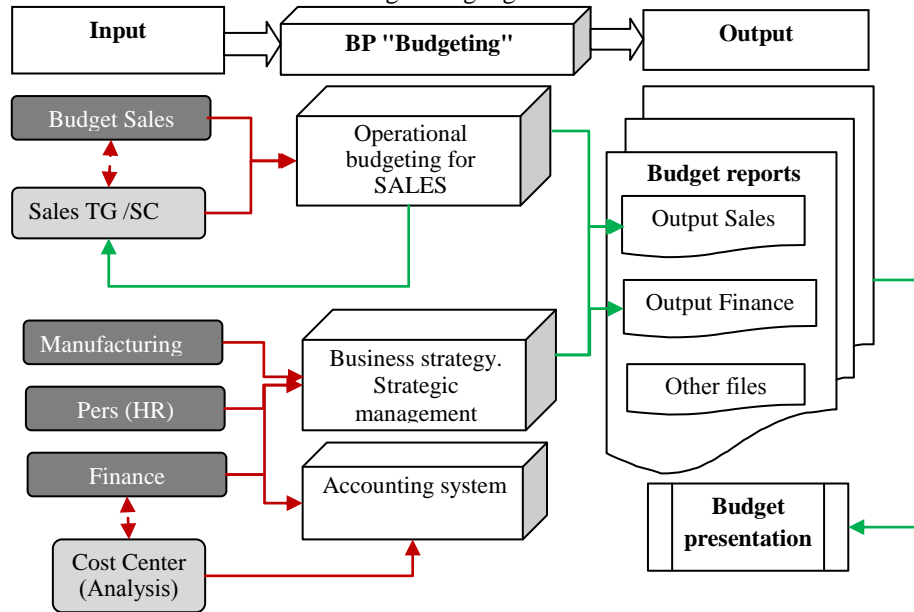 Input
BP "Budgeting"
Output
Budget Sales
Sales TG /SC
Operational
budgeting for
SALES
Budget reports
Output Sales
Output Finance
Other files
Manufacturing
Pers (HR)
Finance
Cost Center
(Analysis)
Business strategy.
Strategic
management
Accounting system
Budget
presentation